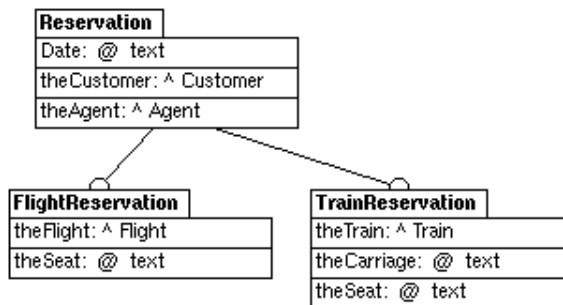 Reservation
Date: @ text
theCustomer: ^ Customer
theAgent: ^ Agent
FlightReservation
theFlight: ^ Flight
theSeat: @ text
TrainReservation
theTrain: ^ Train
theCarriage: @ text
theSeat: @ text